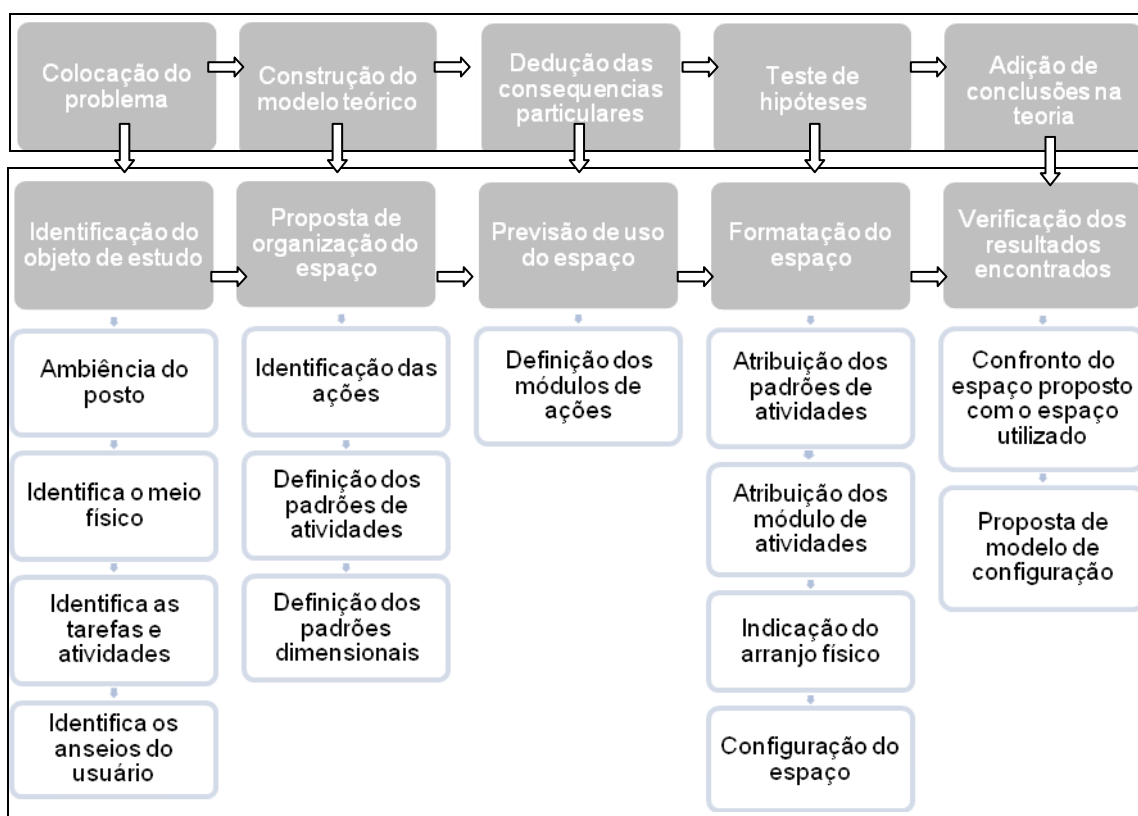 Colocação do
problema
Construção do
modelo teórico
Dedução das
consequencias
particulares
Teste de
hipóteses
Adição de
conclusões na
teoria
Identificação do
objeto de estudo
Proposta de
organização do
espaço
Previsão de uso
do espaço
Formatação do
espaço
Verificação dos
resultados
encontrados
Ambiência do
posto
Identifica o meio
físico
Identifica as
tarefas e
atividades
Identifica os
anseios do
usuário
Identificação das
ações
Definição dos
padrões de
atividades
Definição dos
padrões
dimensionais
Definição dos
módulos de
ações
Atribuição dos
padrões de
atividades
Atribuição dos
módulo de
atividades
Indicação do
arranjo físico
Configuração do
espaço
Confronto do
espaço proposto
com o espaço
utilizado
Proposta de
modelo de
configuração